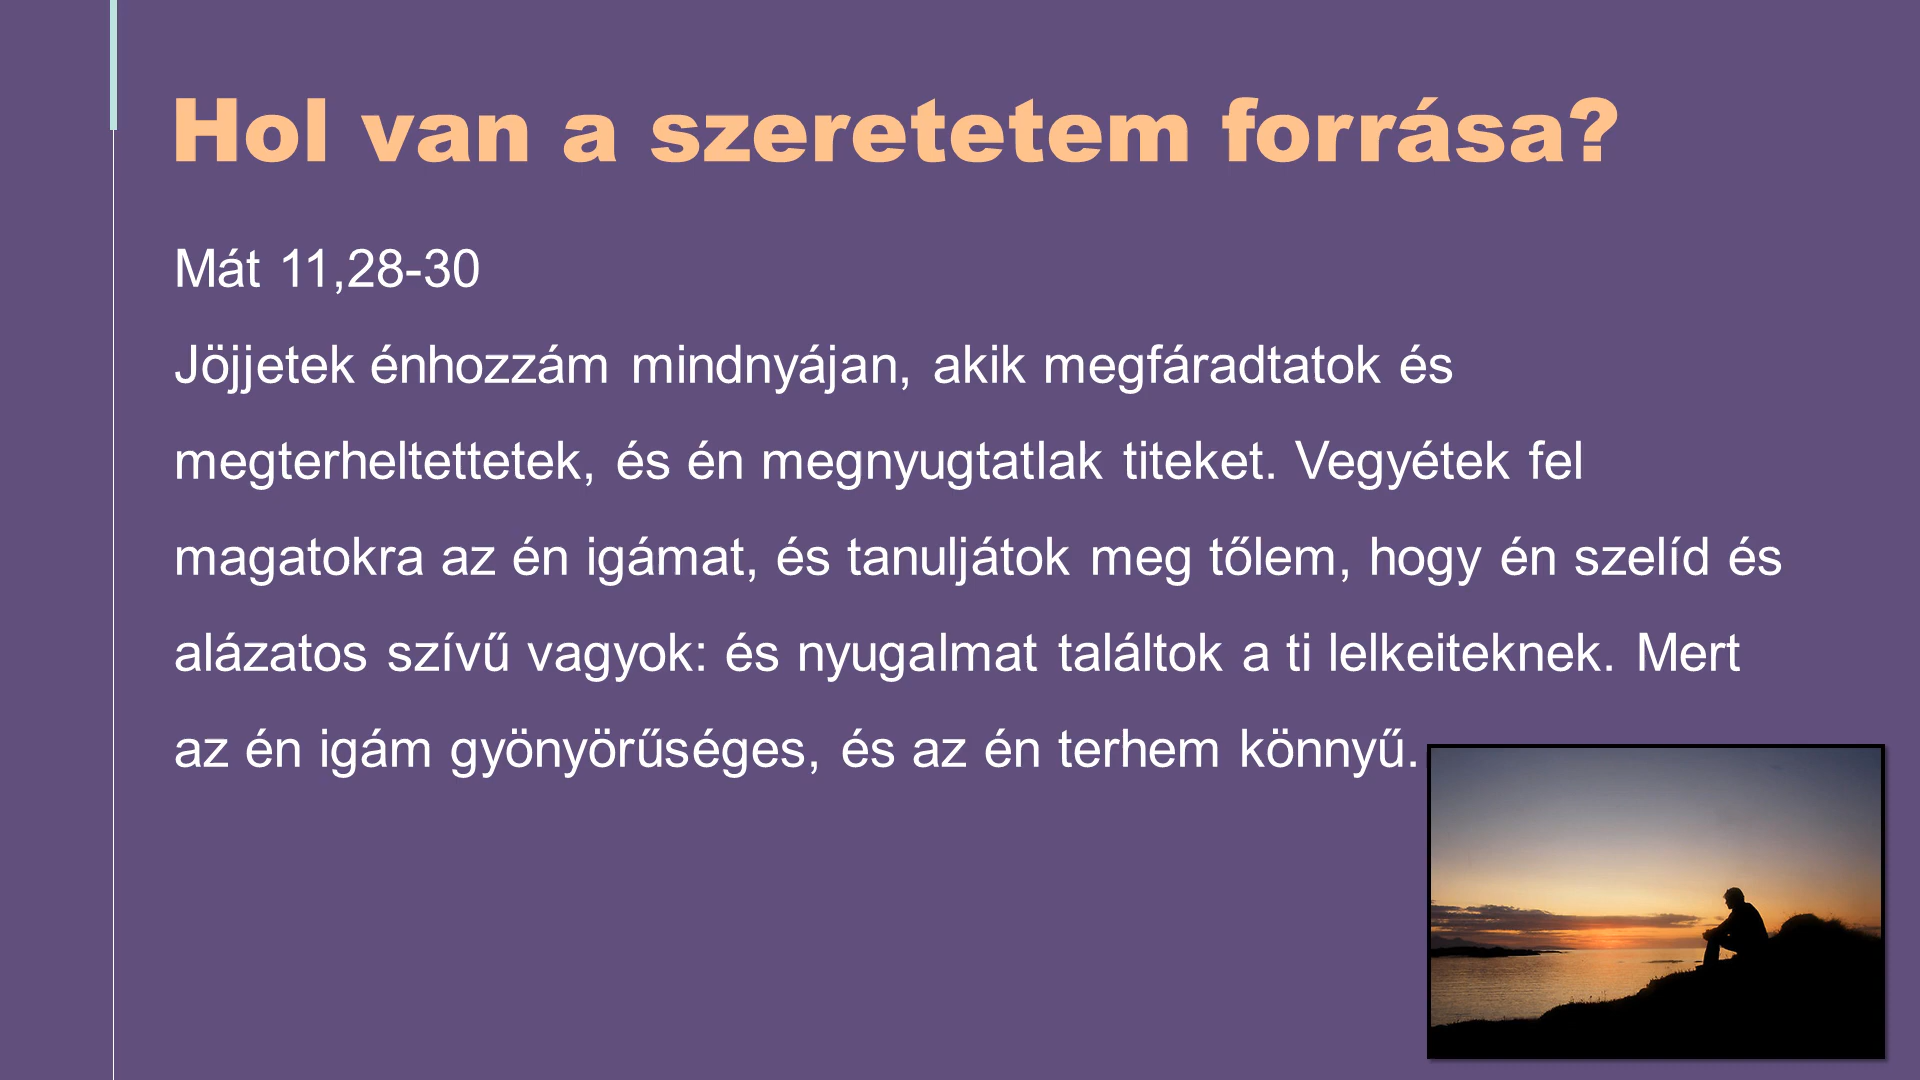 Hol van a szeretetem forrása?
Mát 11,28-30
Jöjjetek énhozzám mindnyájan, akik megfáradtatok és
megterheltettetek, és én megnyugtatlak titeket. Vegyétek fel
magatokra az én igámat, és tanuljátok meg tőlem, hogy én szelíd és
alázatos szívű vagyok: és nyugalmat találtok a ti lelkeiteknek. Mert
az én igám gyönyörűséges, és az én terhem könnyű.